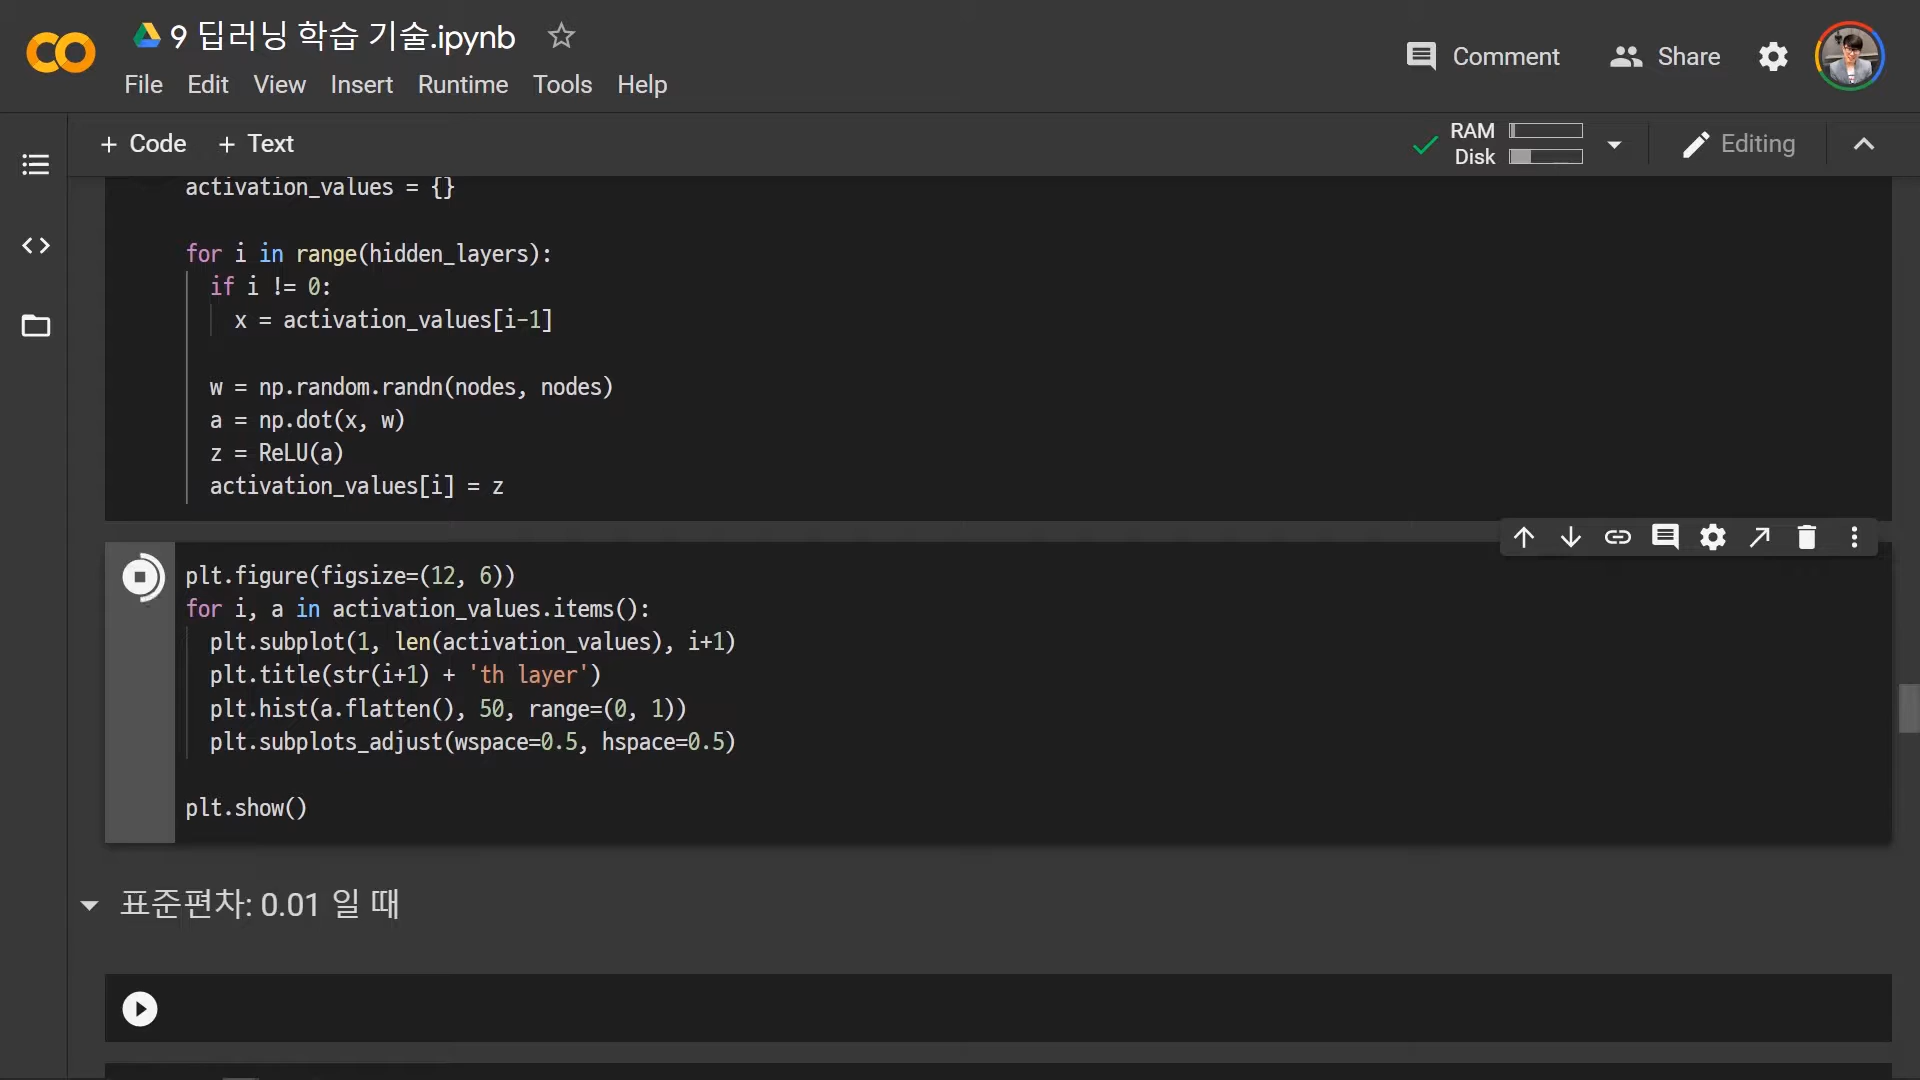 9 딥러닝 학습 기술.ipynb
File Edit View Insert Runtime Tools Help
Comment Share
+ Code + Text
RAM
Disk
Editing
activation_values = {}
for i in range(hidden_layers):
if i != 0:
x = activation_values[i-1]
w = np.random.randn(nodes, nodes)
a = np.dot(x, w)
z = ReLU(a)
activation_values[i] = z
plt.figure(figsize=(12, 6))
for i, a in activation_values.items():
plt.subplot(1, len(activation_values), i+1)
plt.title(str(i+1) + 'th layer')
plt.hist(a.flatten(), 50, range=(0, 1))
plt.subplots_adjust(wspace=0.5, hspace=0.5)
plt.show()
표준편차: 0.01 일 때